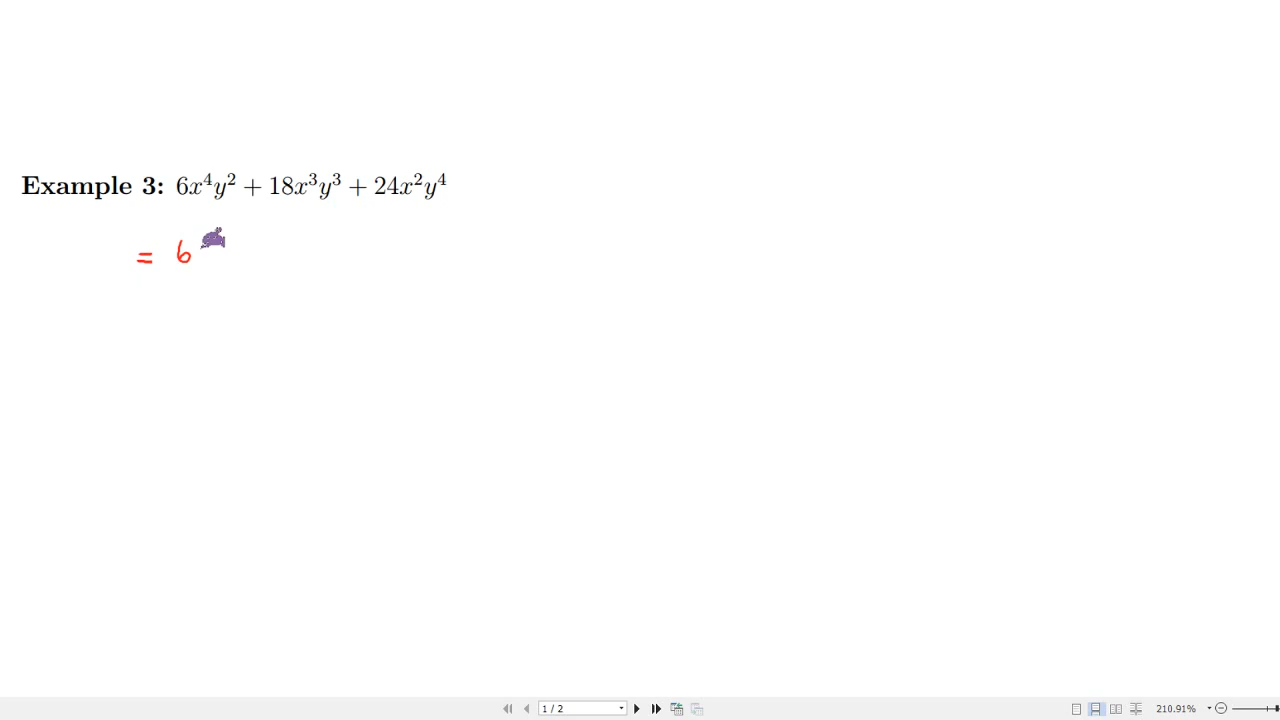 Example 3: 6x⁴y² + 18x³y³ + 24x²y⁴
= 6
1 / 2
210.91%